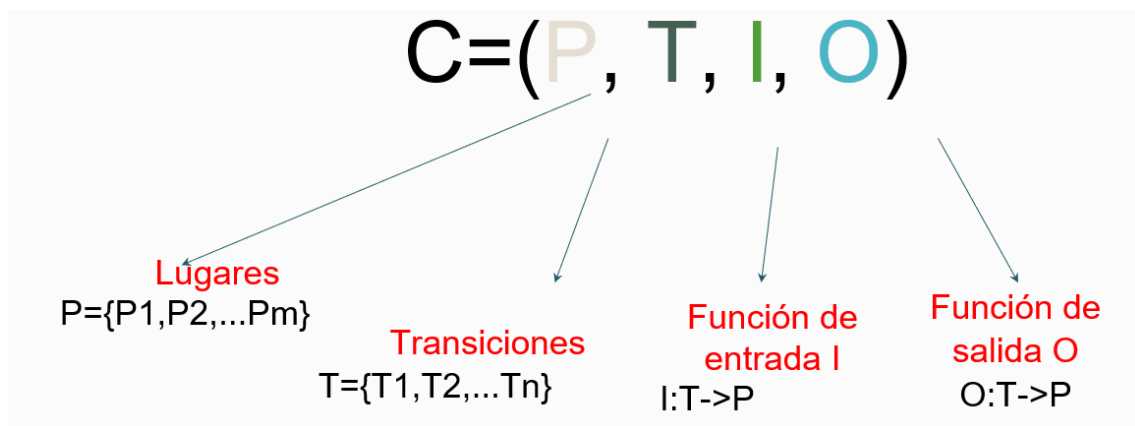 C=(P, T, I, O)
Lugares
P={P1,P2,...Pm}
Transiciones
T={T1,T2,...Tn}
Función de
entrada I
I:T->P
Función de
salida O
O:T->P